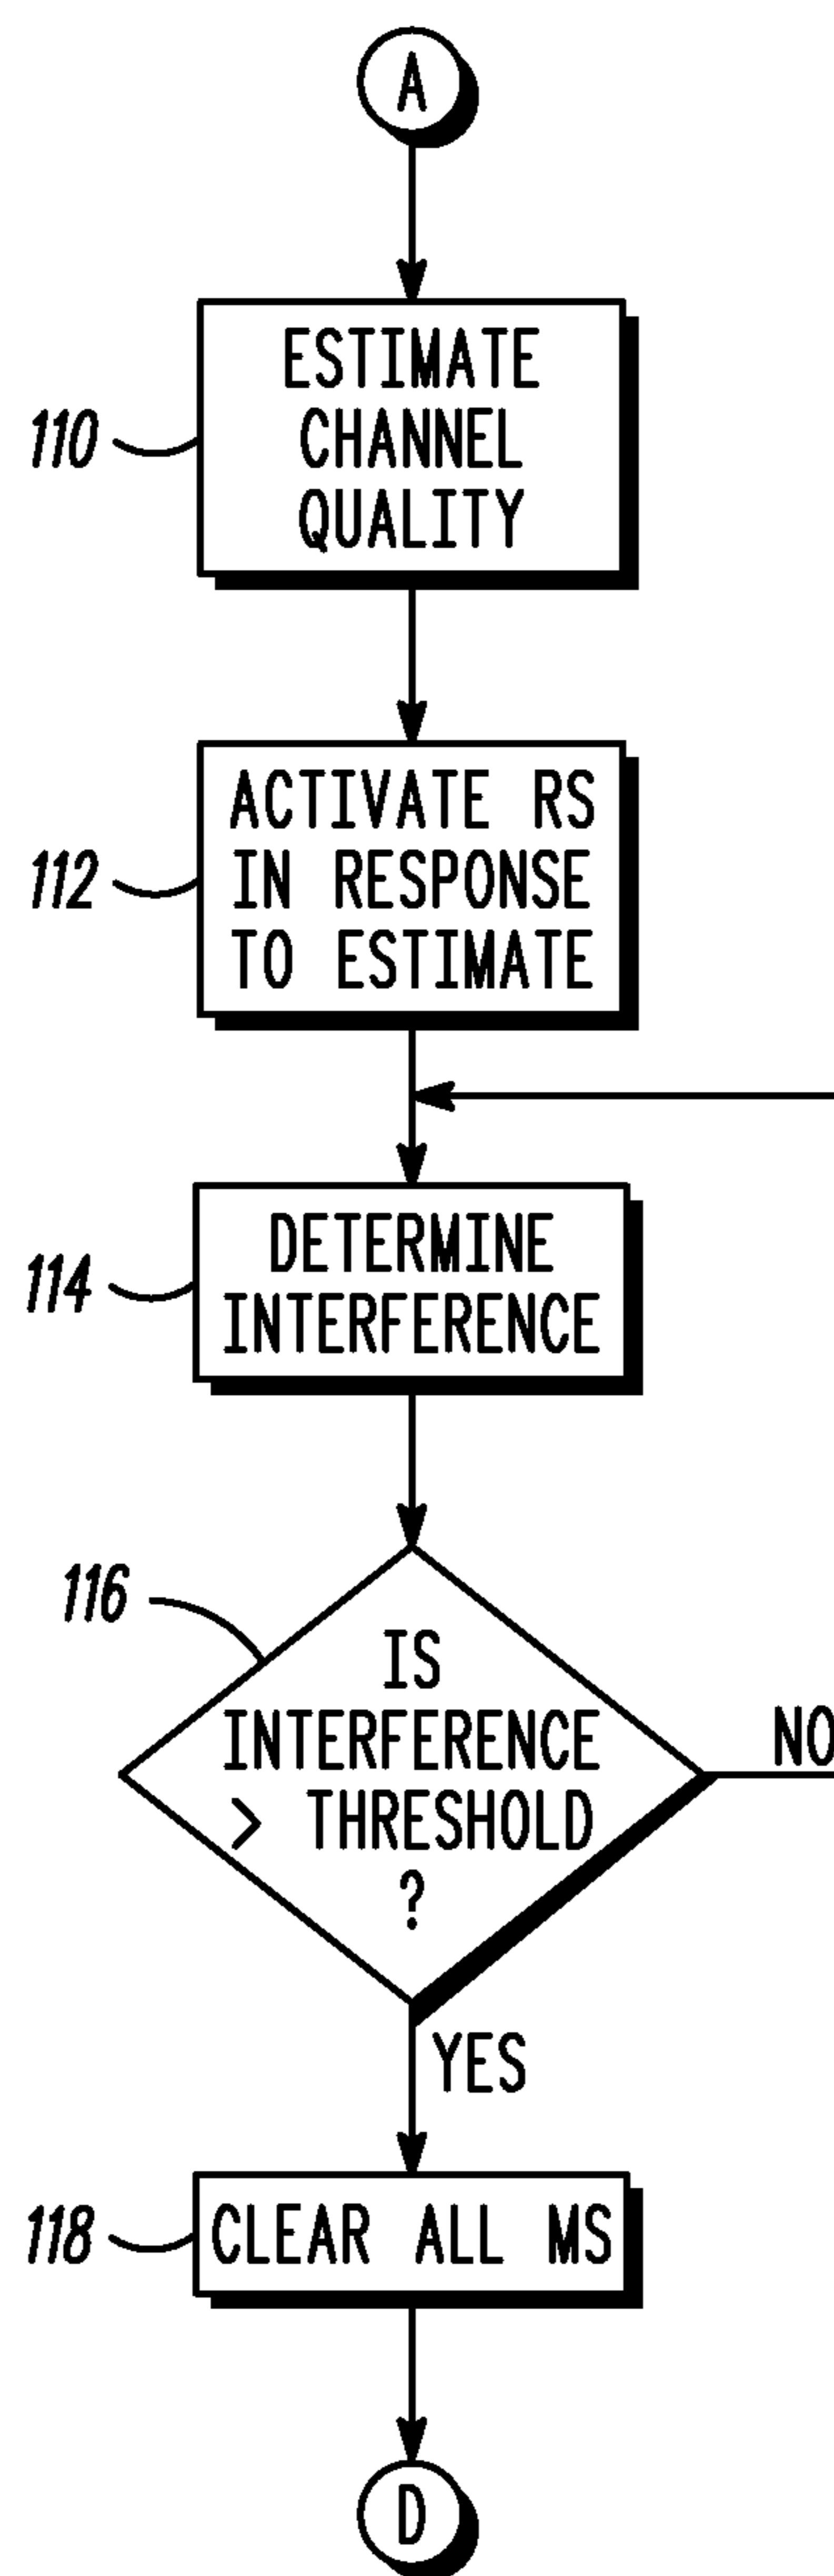 A
ESTIMATE
CHANNEL
QUALITY
110
ACTIVATE RS
IN RESPONSE
TO ESTIMATE
112
DETERMINE
INTERFERENCE
114
116
IS
INTERFERENCE
> THRESHOLD
?
NO
YES
118
CLEAR ALL MS
D